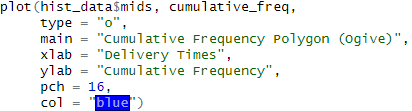 plot(hist_data$mids, cumulative_freq,
type = "o",
main = "Cumulative Frequency Polygon (Ogive)",
xlab = "Delivery Times",
ylab = "Cumulative Frequency",
pch = 16,
col = "blue")